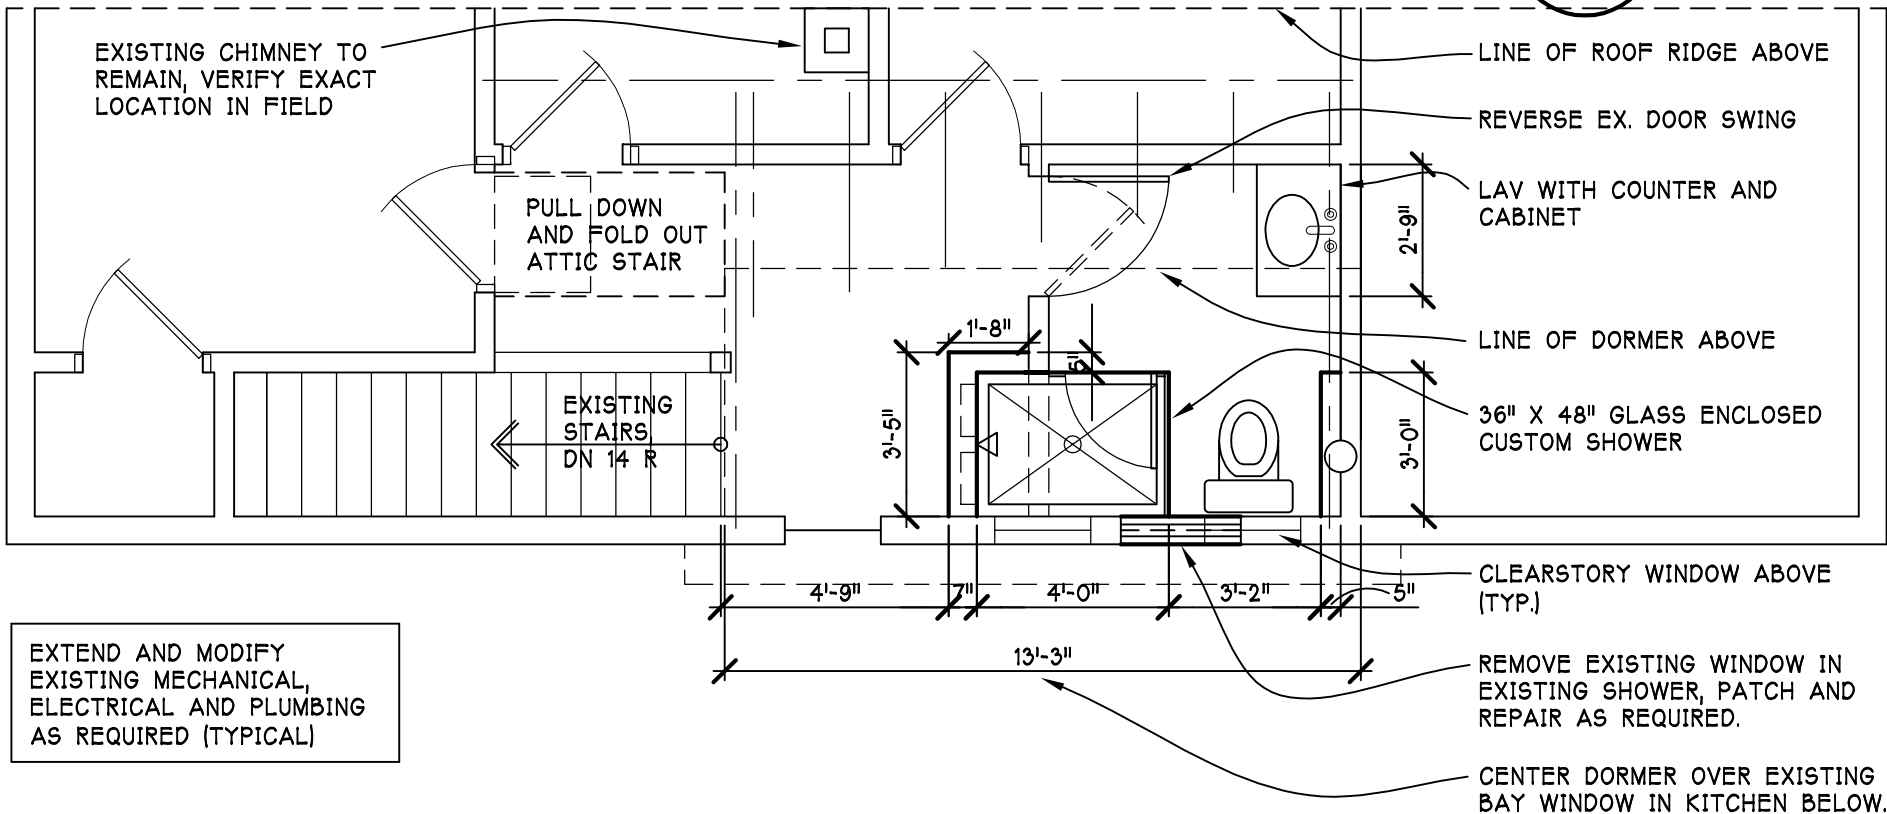 EXISTING CHIMNEY TO
REMAIN, VERIFY EXACT
LOCATION IN FIELD
LINE OF ROOF RIDGE ABOVE
REVERSE EX. DOOR SWING
LAV WITH COUNTER AND
CABINET
PULL DOWN
AND FOLD OUT
ATTIC STAIR
2'-9"
1'-8"
5"
LINE OF DORMER ABOVE
EXISTING
STAIRS,
DN 14 R
3'-5"
3'-0"
36" X 48" GLASS ENCLOSED
CUSTOM SHOWER
4'-9"
7"
4'-0"
3'-2"
5"
CLEARSTORY WINDOW ABOVE
(TYP.)
13'-3"
EXTEND AND MODIFY
EXISTING MECHANICAL,
ELECTRICAL AND PLUMBING
AS REQUIRED (TYPICAL)
REMOVE EXISTING WINDOW IN
EXISTING SHOWER, PATCH AND
REPAIR AS REQUIRED.
CENTER DORMER OVER EXISTING
BAY WINDOW IN KITCHEN BELOW.